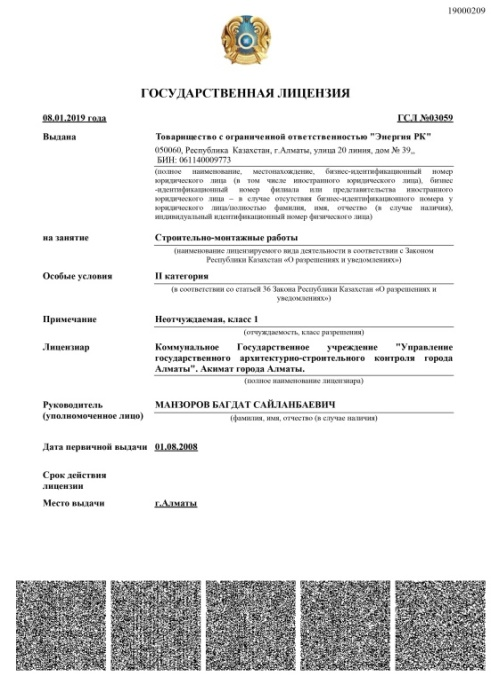 19000209
ГОСУДАРСТВЕННАЯ ЛИЦЕНЗИЯ
08.01.2019 года ГСЛ №03059
Выдана Товарищество с ограниченной ответственностью "Энергия РК"
050060, Республика Казахстан, г.Алматы, улица 20 линия, дом № 39,,
БИН: 061140009773
(полное наименование, местонахождение, бизнес-идентификационный номер
юридического лица (в том числе иностранного юридического лица), бизнес
-идентификационный номер филиала или представительства иностранного
юридического лица – в случае отсутствия бизнес-идентификационного номера у
юридического лица/полностью фамилия, имя, отчество (в случае наличия),
индивидуальный идентификационный номер физического лица)
на занятие Строительно-монтажные работы
(наименование лицензируемого вида деятельности в соответствии с Законом
Республики Казахстан «О разрешениях и уведомлениях»)
Особые условия II категория
(в соответствии со статьей 36 Закона Республики Казахстан «О разрешениях и
уведомлениях»)
Примечание Неотчуждаемая, класс 1
(отчуждаемость, класс разрешения)
Лицензиар Коммунальное Государственное учреждение "Управление
государственного архитектурно-строительного контроля города
Алматы". Акимат города Алматы.
(полное наименование лицензиара)
Руководитель МАНЗОРОВ БАГДАТ САЙЛАНБАЕВИЧ
(уполномоченное лицо) (фамилия, имя, отчество (в случае наличия)
Дата первичной выдачи 01.08.2008
Срок действия
лицензии
Место выдачи г.Алматы